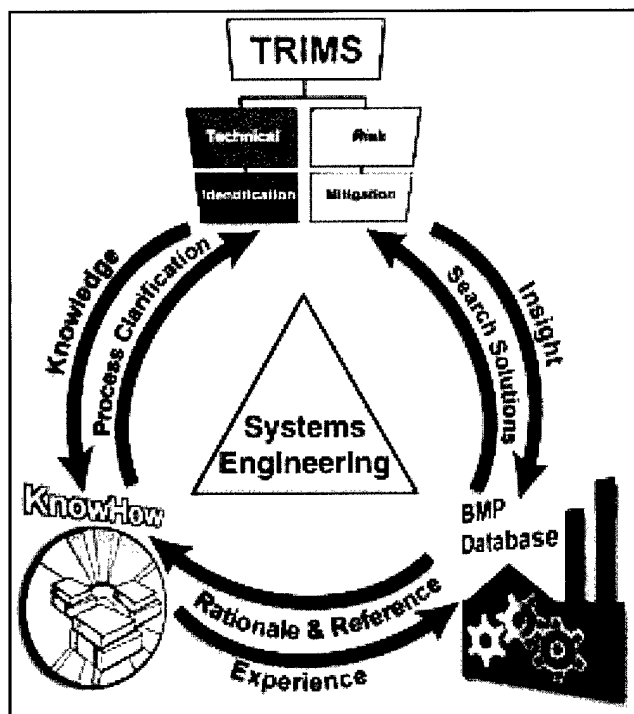 TRIMS
Technical
Risk
Identification
Mitigation
Knowledge
Process Clarification
Insight
Search Solutions
Systems
Engineering
KnowHow
BMP
Database
Rationale & Reference
Experience